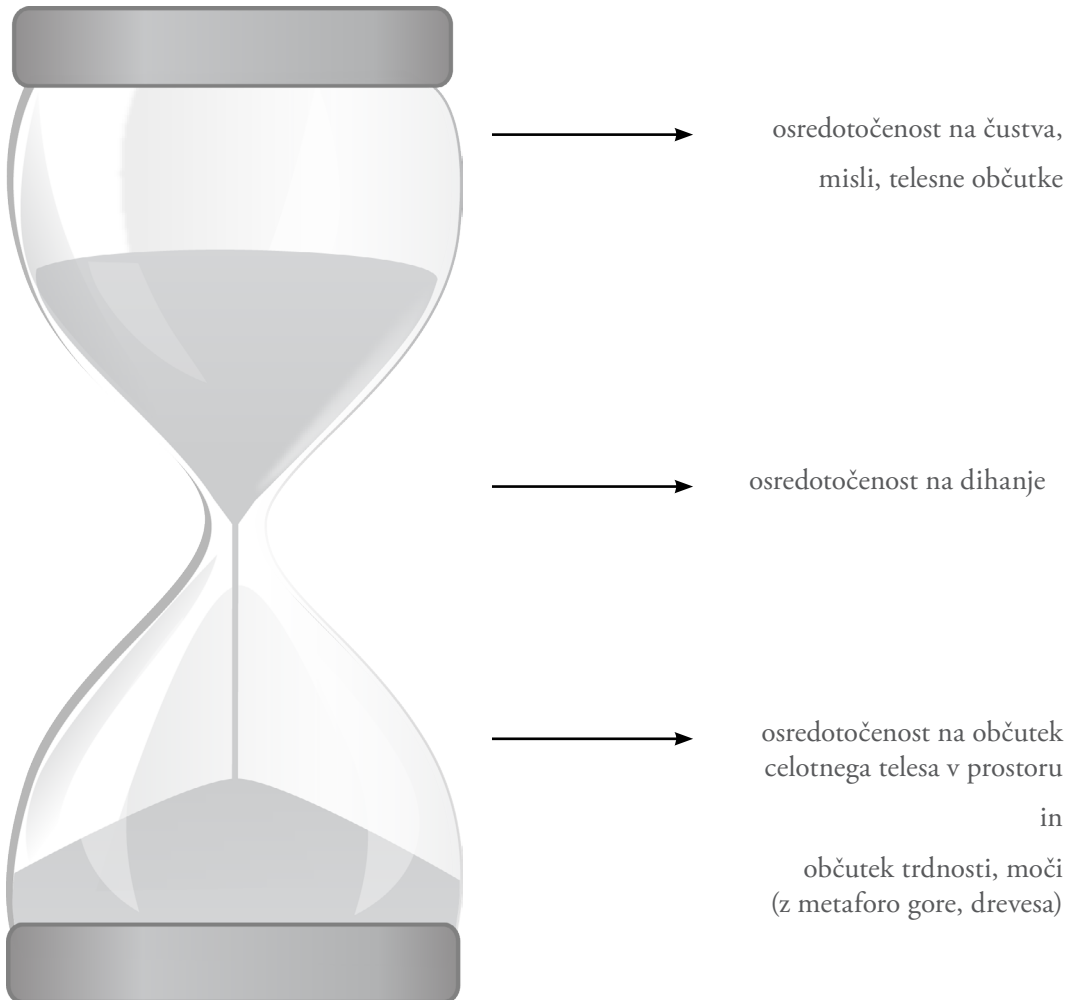 osredotočenost na čustva,
misli, telesne občutke
osredotočenost na dihanje
osredotočenost na občutek
celotnega telesa v prostoru
in
občutek trdnosti, moči
(z metaforo gore, drevesa)